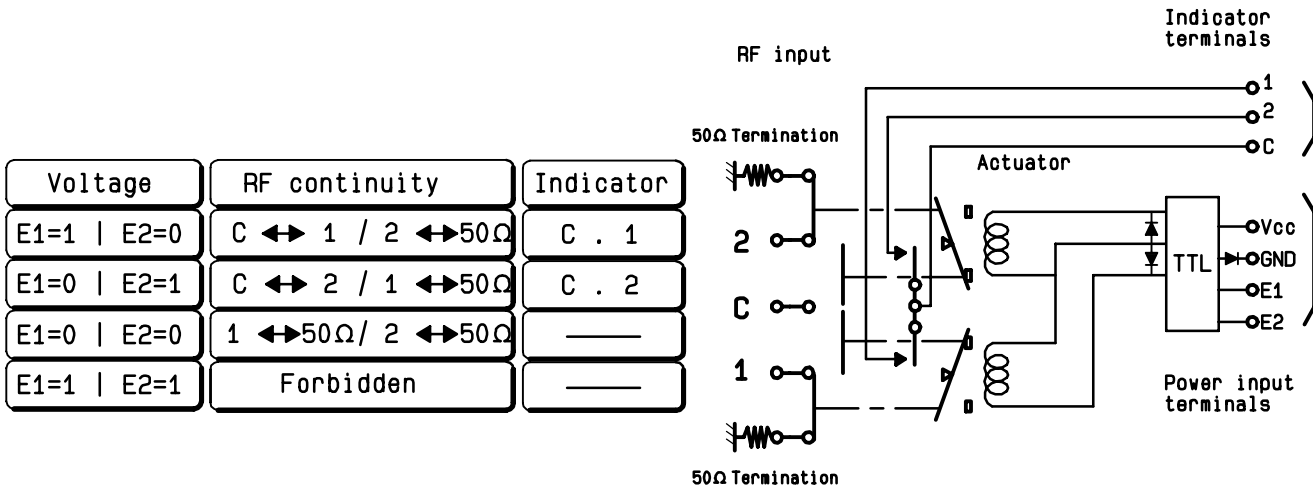 Voltage RF continuity Indicator
E1=1 | E2=0 C ↔ 1 / 2 ↔50Ω C . 1
E1=0 | E2=1 C ↔ 2 / 1 ↔50Ω C . 2
E1=0 | E2=0 1 ↔50Ω/ 2 ↔50Ω ———
E1=1 | E2=1 Forbidden ———
Indicator
terminals
RF input
1
2
C
50Ω Termination
Actuator
2
C
1
TTL
Vcc
GND
E1
E2
Power input
terminals
50Ω Termination